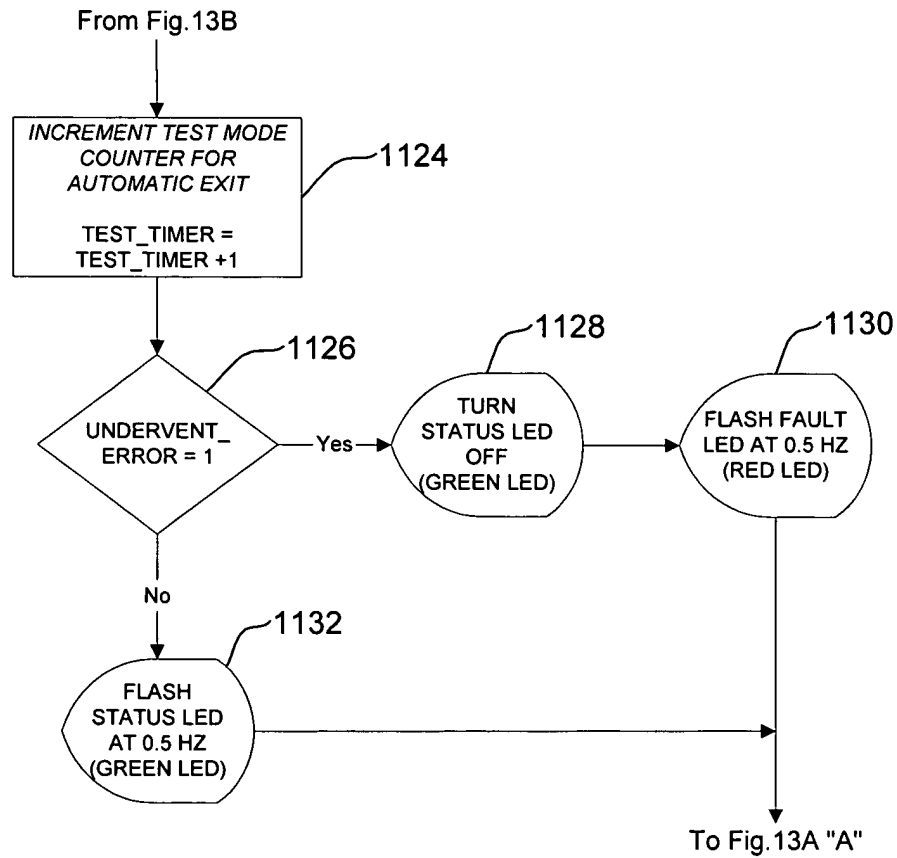 From Fig.13B
INCREMENT TEST MODE
COUNTER FOR
AUTOMATIC EXIT
TEST_TIMER =
TEST_TIMER +1
1124
UNDERVENT_
ERROR = 1
1126
Yes
TURN
STATUS LED
OFF
(GREEN LED)
1128
FLASH FAULT
LED AT 0.5 HZ
(RED LED)
1130
No
FLASH
STATUS LED
AT 0.5 HZ
(GREEN LED)
1132
To Fig.13A "A"